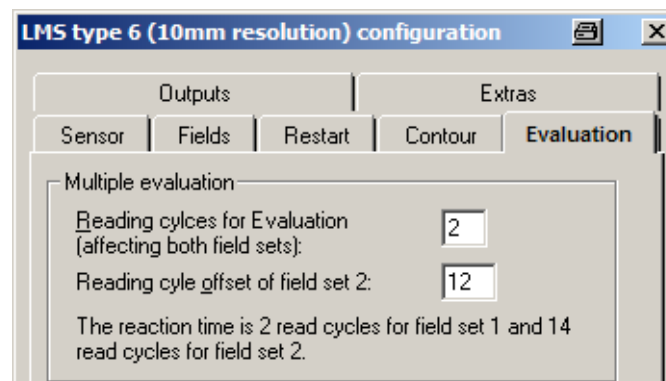 LMS type 6 (10mm resolution) configuration
Outputs
Extras
Sensor
Fields
Restart
Contour
Evaluation
Multiple evaluation
Reading cylces for Evaluation
(affecting both field sets):
2
Reading cyle offset of field set 2:
12
The reaction time is 2 read cycles for field set 1 and 14
read cycles for field set 2.